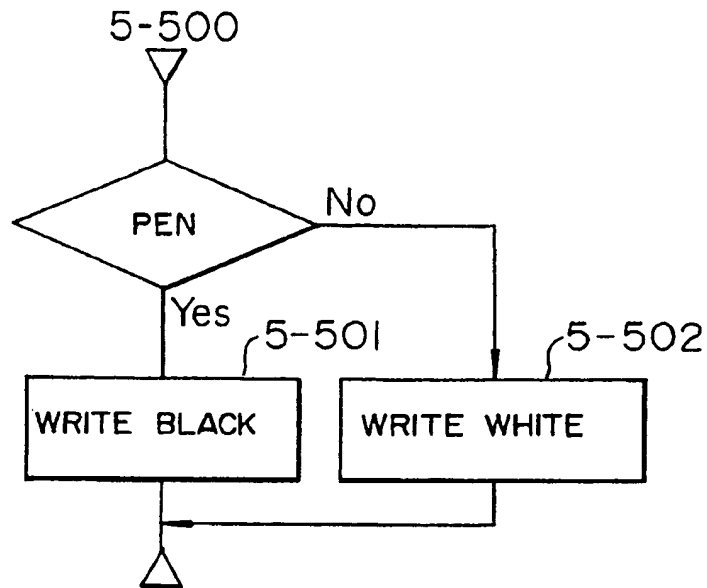 5-500
PEN
No
Yes
5-501
5-502
WRITE BLACK
WRITE WHITE